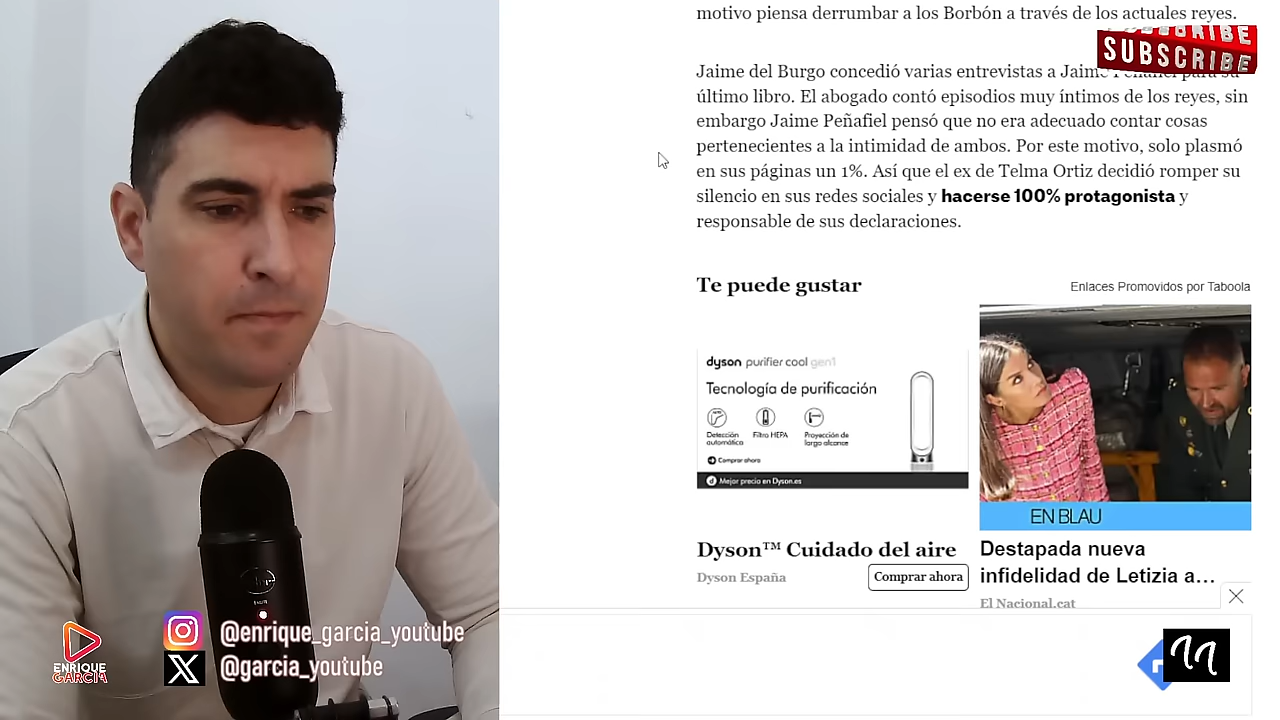 motivo piensa derrumbar a los Borbón a través de los actuales reyes.
SUBSCRIBE
SUBSCRIBE
Jaime del Burgo concedió varias entrevistas a Jaime Peñafiel para su
último libro. El abogado contó episodios muy íntimos de los reyes, sin
embargo Jaime Peñafiel pensó que no era adecuado contar cosas
pertenecientes a la intimidad de ambos. Por este motivo, solo plasmó
en sus páginas un 1%. Así que el ex de Telma Ortiz decidió romper su
silencio en sus redes sociales y hacerse 100% protagonista y
responsable de sus declaraciones.
Te puede gustar
Enlaces Promovidos por Taboola
dyson purifier cool gen1
Tecnología de purificación
Detección automática
Filtro HEPA
Proyección de largo alcance
Comprar ahora
Mejor precio en Dyson.es
EN BLAU
Dyson™ Cuidado del aire
Dyson España
Comprar ahora
Destapada nueva
infidelidad de Letizia a...
El Nacional.cat
ENRIQUE
GARCIA
@enrique_garcia_youtube
@garcia_youtube